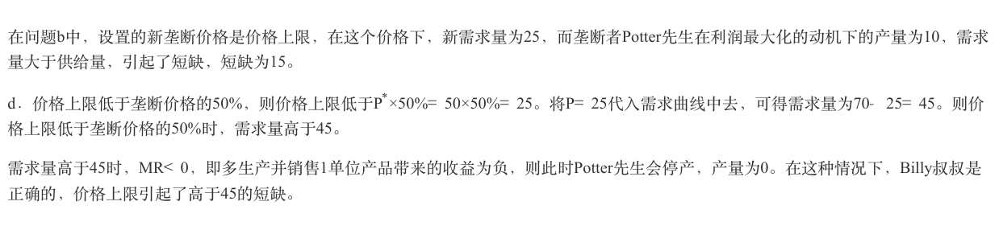 在问题b中，设置的新垄断价格是价格上限，在这个价格下，新需求量为25，而垄断者Potter先生在利润最大化的动机下的产量为10，需求
量大于供给量，引起了短缺，短缺为15。
d．价格上限低于垄断价格的50%，则价格上限低于P*×50%= 50×50%= 25。将P= 25代入需求曲线中去，可得需求量为70- 25= 45。则价
格上限低于垄断价格的50%时，需求量高于45。
需求量高于45时，MR< 0，即多生产并销售1单位产品带来的收益为负，则此时Potter先生会停产，产量为0。在这种情况下，Billy叔叔是
正确的，价格上限引起了高于45的短缺。